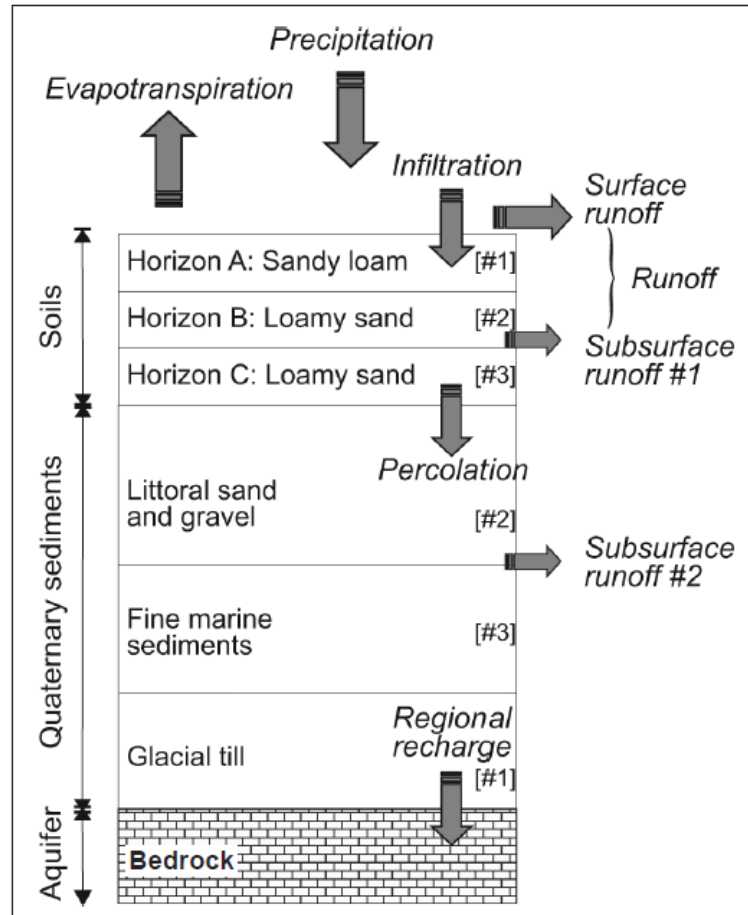 Precipitation
Evapotranspiration
Infiltration
Surface
runoff
Horizon A: Sandy loam [#1]
Runoff
Horizon B: Loamy sand [#2]
Subsurface
runoff #1
Horizon C: Loamy sand [#3]
Soils
Percolation
Littoral sand
and gravel [#2]
Subsurface
runoff #2
Fine marine
sediments [#3]
Quaternary sediments
Regional
recharge
Glacial till [#1]
Aquifer
Bedrock